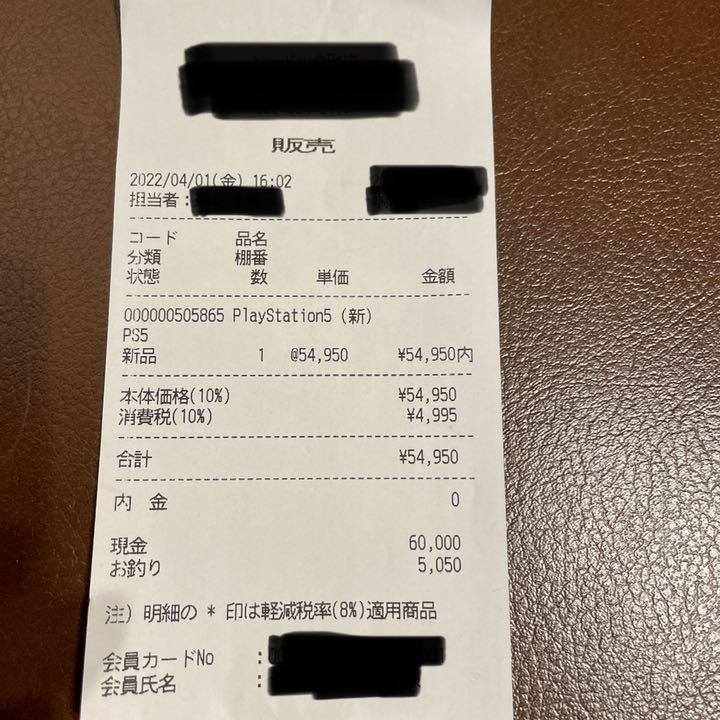 販売
2022/04/01(金) 16:02
担当者:
コード 品名
分類 棚番
状態 数 単価 金額
000000505865 PlayStation5 (新)
PS5
新品 1 @54,950 ¥54,950内
本体価格(10%) ¥54,950
消費税(10%) ¥4,995
合計 ¥54,950
内 金 0
現金 60,000
お釣り 5,050
注) 明細の * 印は軽減税率(8%)適用商品
会員カードNo :
会員氏名 :